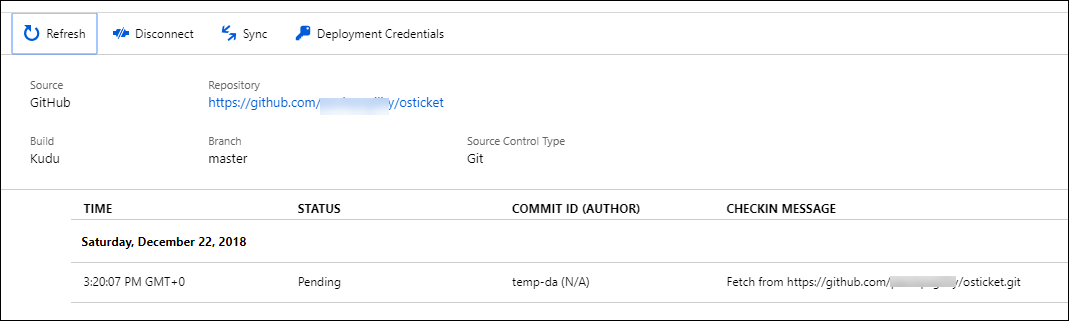 Refresh Disconnect Sync Deployment Credentials
Source Repository
GitHub https://github.com/ y/osticket
Build Branch Source Control Type
Kudu master Git
TIME STATUS COMMIT ID (AUTHOR) CHECKIN MESSAGE
Saturday, December 22, 2018
3:20:07 PM GMT+0 Pending temp-da (N/A) Fetch from https://github.com/ /osticket.git